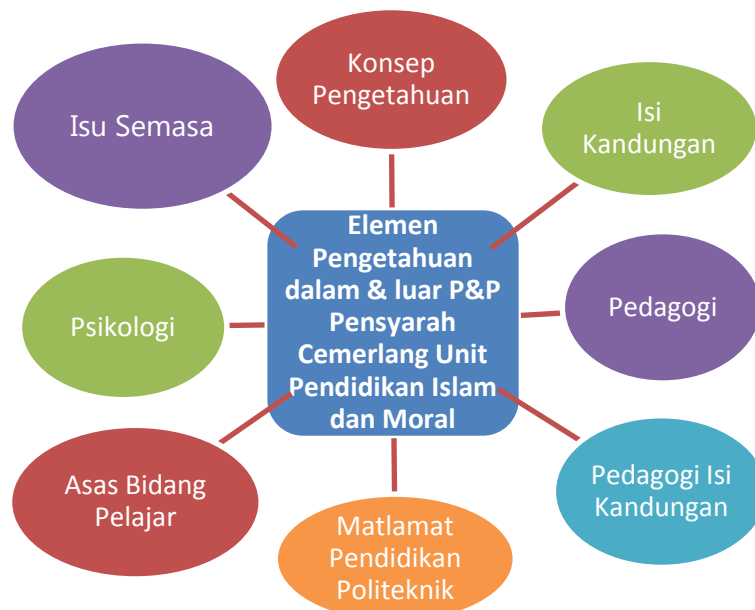 Konsep
Pengetahuan
Isu Semasa
Isi
Kandungan
Elemen
Pengetahuan
dalam & luar P&P
Pensyarah
Cemerlang Unit
Pendidikan Islam
dan Moral
Psikologi
Pedagogi
Asas Bidang
Pelajar
Pedagogi Isi
Kandungan
Matlamat
Pendidikan
Politeknik